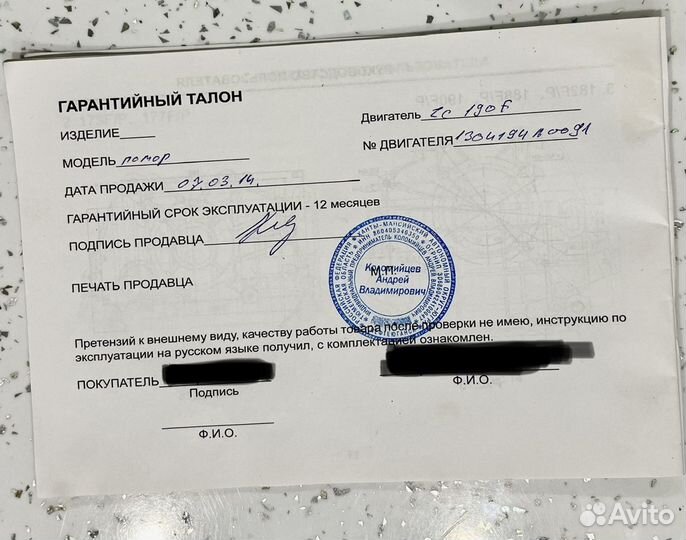 ГАРАНТИЙНЫЙ ТАЛОН
ИЗДЕЛИЕ
Двигатель ZS 190F
МОДЕЛЬ помор
№ ДВИГАТЕЛЯ
ДАТА ПРОДАЖИ 07.03.14.
ГАРАНТИЙНЫЙ СРОК ЭКСПЛУАТАЦИИ - 12 месяцев
ПОДПИСЬ ПРОДАВЦА
М.П.
Коломийцев
Андрей
Владимирович
ПЕЧАТЬ ПРОДАВЦА
Претензий к внешнему виду, качеству работы товара после проверки не имею, инструкцию по
эксплуатации на русском языке получил, с комплектацией ознакомлен.
ПОКУПАТЕЛЬ
Подпись
Ф.И.О.
Ф.И.О.
Avito